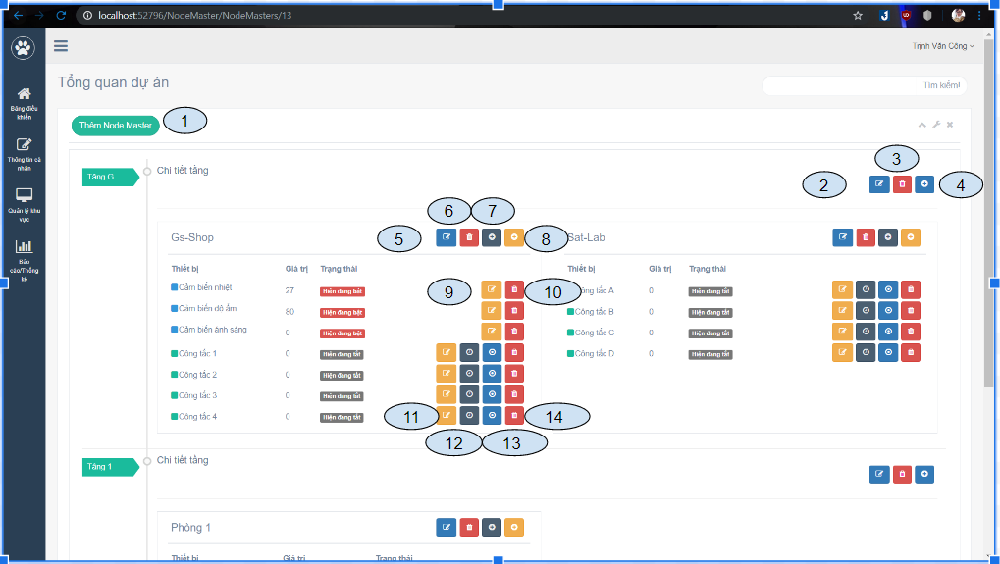 localhost:52796/NodeMaster/NodeMasters/13
Trịnh Văn Công
Bảng điều
khiển
Thông tin cá
nhân
Quản lý khu
vực
Báo
cáo/Thống
kê
Tổng quan dự án
Tìm kiếm!
Thêm Node Master
1
Tầng G
Chi tiết tầng
2
3
4
Gs-Shop
5
6
7
8
Thiết bị Giá trị Trạng thái
Cảm biến nhiệt 27 Hiện đang bật
9
10
Cảm biến độ ẩm 80 Hiện đang bật
Cảm biến ánh sáng 0 Hiện đang bật
Công tắc 1 0 Hiện đang tắt
Công tắc 2 0 Hiện đang tắt
Công tắc 3 0 Hiện đang tắt
Công tắc 4 0 Hiện đang tắt
11
12
13
14
Sat-Lab
Thiết bị Giá trị Trạng thái
Công tắc A 0 Hiện đang tắt
Công tắc B 0 Hiện đang tắt
Công tắc C 0 Hiện đang tắt
Công tắc D 0 Hiện đang tắt
Tầng 1
Chi tiết tầng
Phòng 1
Thiết bị Giá trị Trạng thái